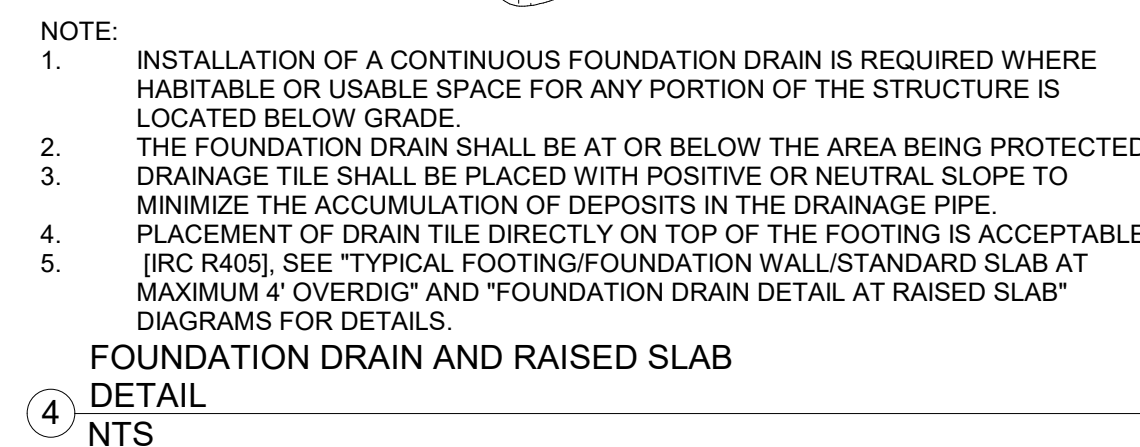 NOTE:
1. INSTALLATION OF A CONTINUOUS FOUNDATION DRAIN IS REQUIRED WHERE
HABITABLE OR USABLE SPACE FOR ANY PORTION OF THE STRUCTURE IS
LOCATED BELOW GRADE.
2. THE FOUNDATION DRAIN SHALL BE AT OR BELOW THE AREA BEING PROTECTED
3. DRAINAGE TILE SHALL BE PLACED WITH POSITIVE OR NEUTRAL SLOPE TO
MINIMIZE THE ACCUMULATION OF DEPOSITS IN THE DRAINAGE PIPE.
4. PLACEMENT OF DRAIN TILE DIRECTLY ON TOP OF THE FOOTING IS ACCEPTABLE
5. [IRC R405], SEE "TYPICAL FOOTING/FOUNDATION WALL/STANDARD SLAB AT
MAXIMUM 4' OVERDIG" AND "FOUNDATION DRAIN DETAIL AT RAISED SLAB"
DIAGRAMS FOR DETAILS.
FOUNDATION DRAIN AND RAISED SLAB
4 DETAIL
NTS